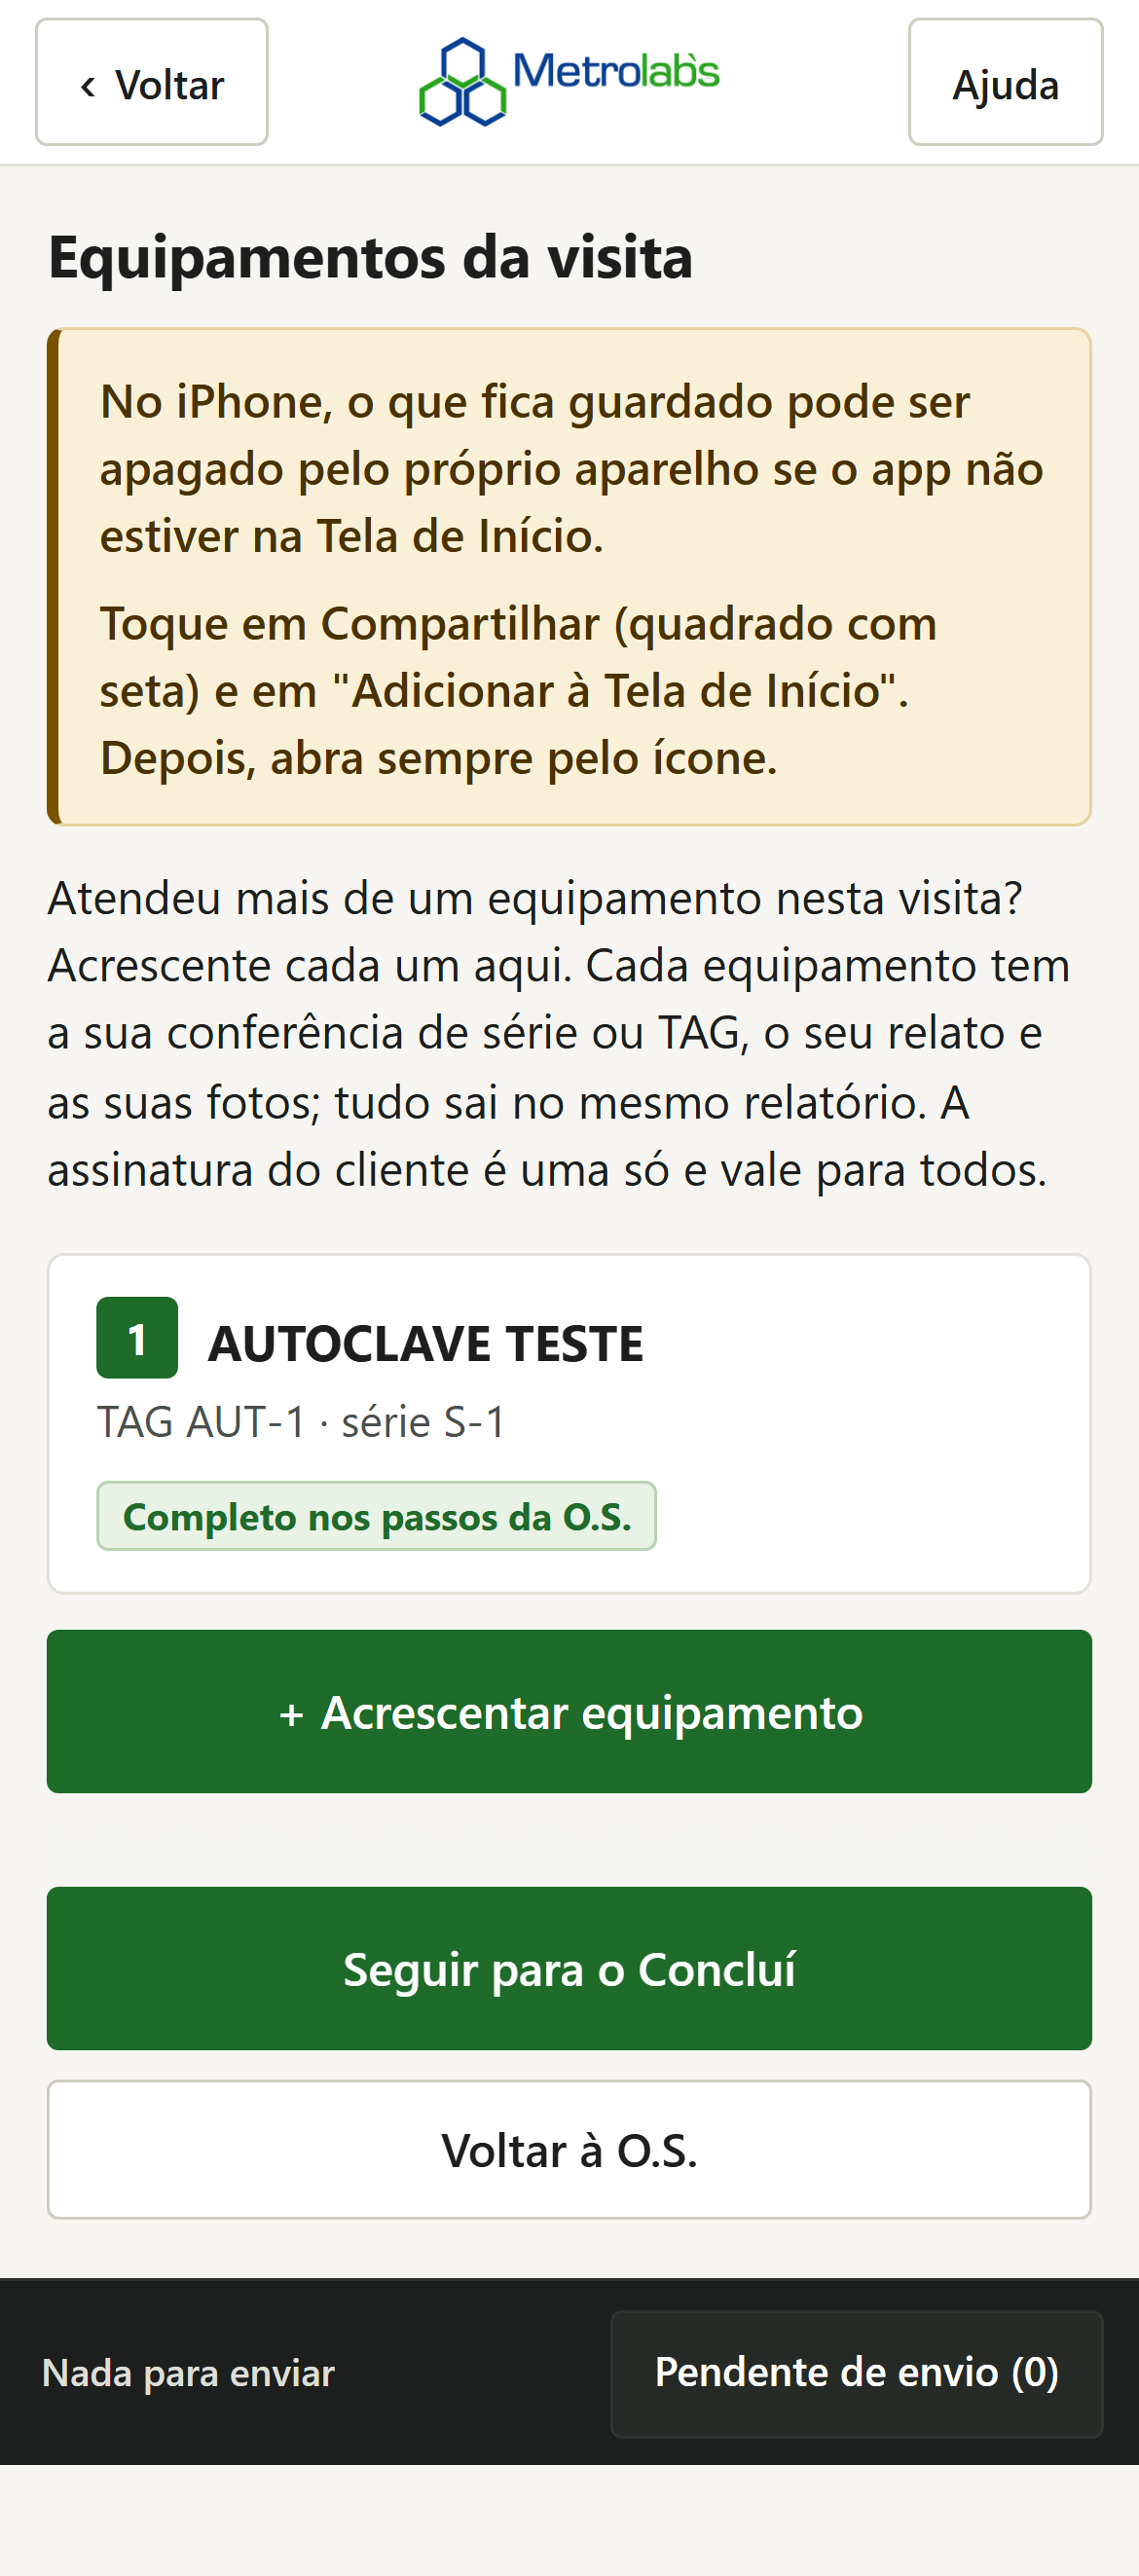 ‹ Voltar
Metrolab's
Ajuda
Equipamentos da visita
No iPhone, o que fica guardado pode ser
apagado pelo próprio aparelho se o app não
estiver na Tela de Início.
Toque em Compartilhar (quadrado com
seta) e em "Adicionar à Tela de Início".
Depois, abra sempre pelo ícone.
Atendeu mais de um equipamento nesta visita?
Acrescente cada um aqui. Cada equipamento tem
a sua conferência de série ou TAG, o seu relato e
as suas fotos; tudo sai no mesmo relatório. A
assinatura do cliente é uma só e vale para todos.
1 AUTOCLAVE TESTE
TAG AUT-1 · série S-1
Completo nos passos da O.S.
+ Acrescentar equipamento
Seguir para o Concluí
Voltar à O.S.
Nada para enviar
Pendente de envio (0)